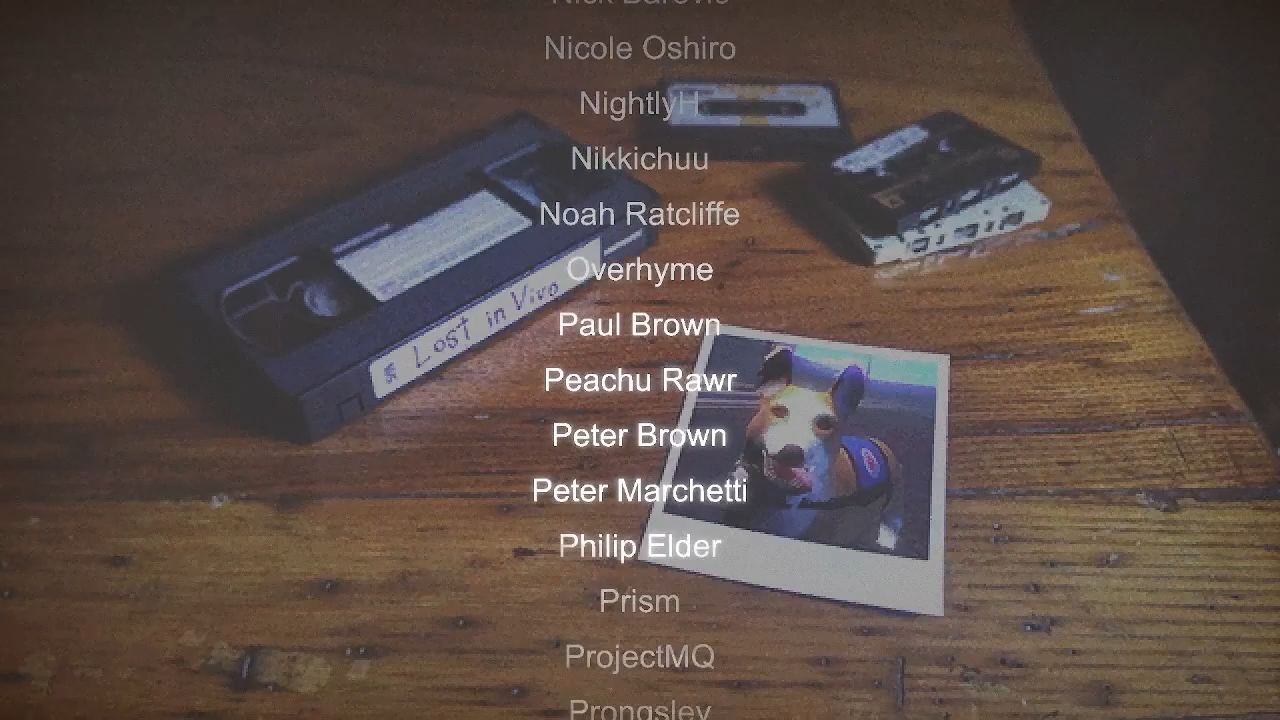 Nicole Oshiro
NightlyH
Nikkichuu
Noah Ratcliffe
Overhyme
Lost in Vivo
Paul Brown
Peachu Rawr
Peter Brown
Peter Marchetti
Philip Elder
Prism
ProjectMQ
Prongsley